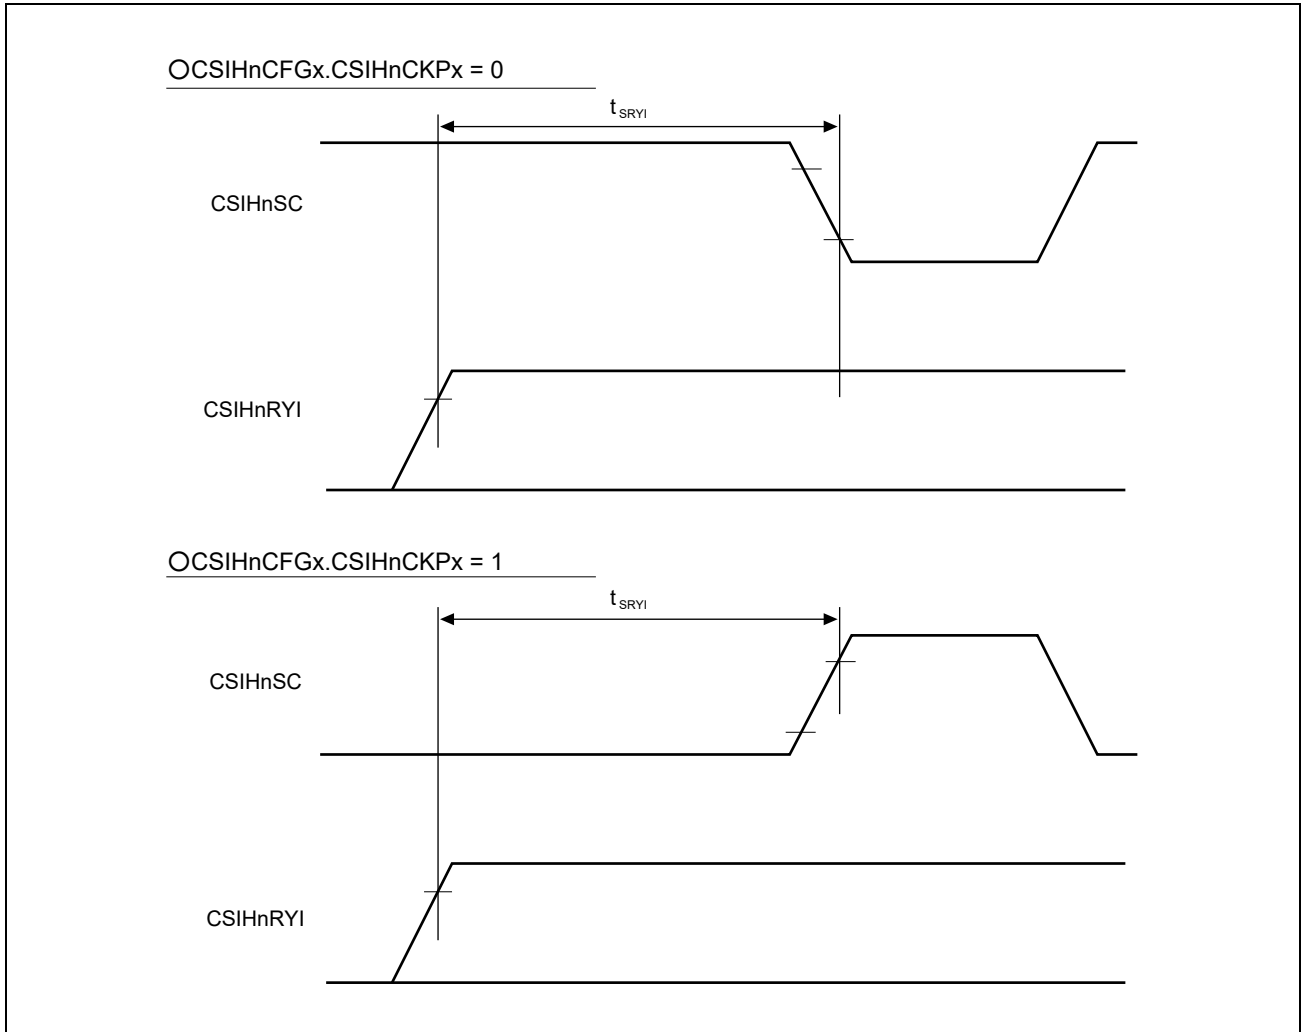 ○CSIHnCFGx.CSIHnCKPx = 0
tSRYI
CSIHnSC
CSIHnRYI
○CSIHnCFGx.CSIHnCKPx = 1
tSRYI
CSIHnSC
CSIHnRYI